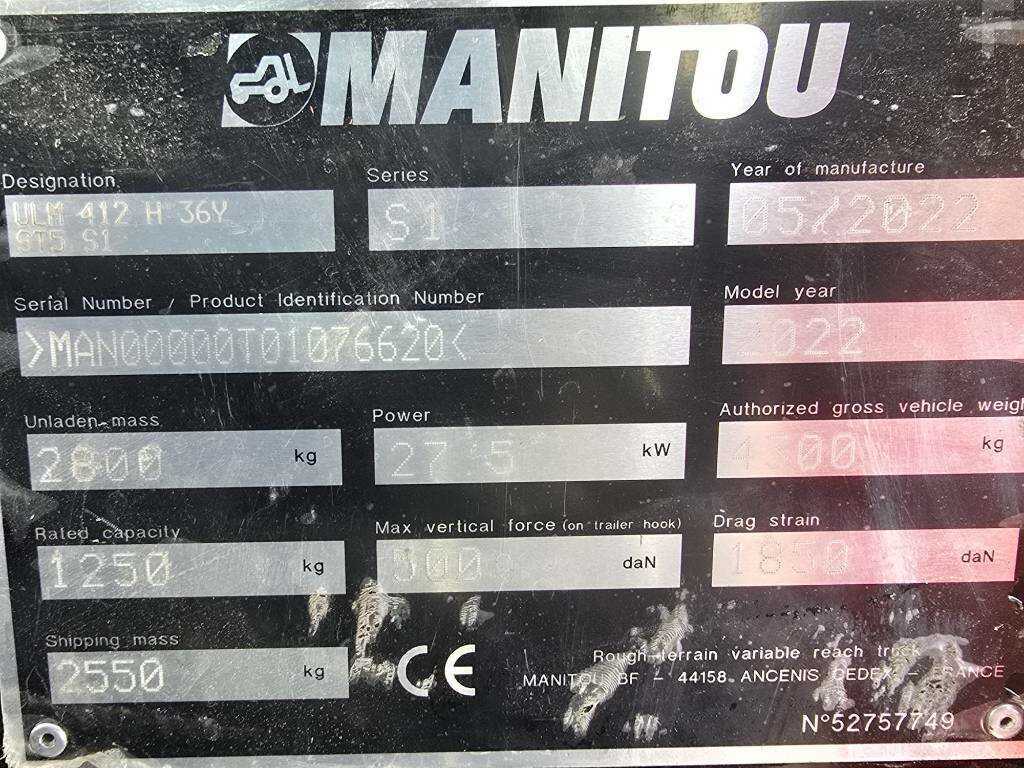 MANITOU
Designation
ULM 412 H 36Y
ST5 S1
Series
S1
Year of manufacture
05/2022
Serial Number / Product Identification Number
>MAN00000T01076620<
Model year
2022
Unladen mass
2800 kg
Power
27.5 kW
Authorized gross vehicle weigh
4300 kg
Rated capacity
1250 kg
Max vertical force (on trailer hook)
500 daN
Drag strain
1850 daN
Shipping mass
2550 kg
CE
Rough-terrain variable reach truck
MANITOU BF - 44158 ANCENIS CEDEX - FRANCE
N°52757749